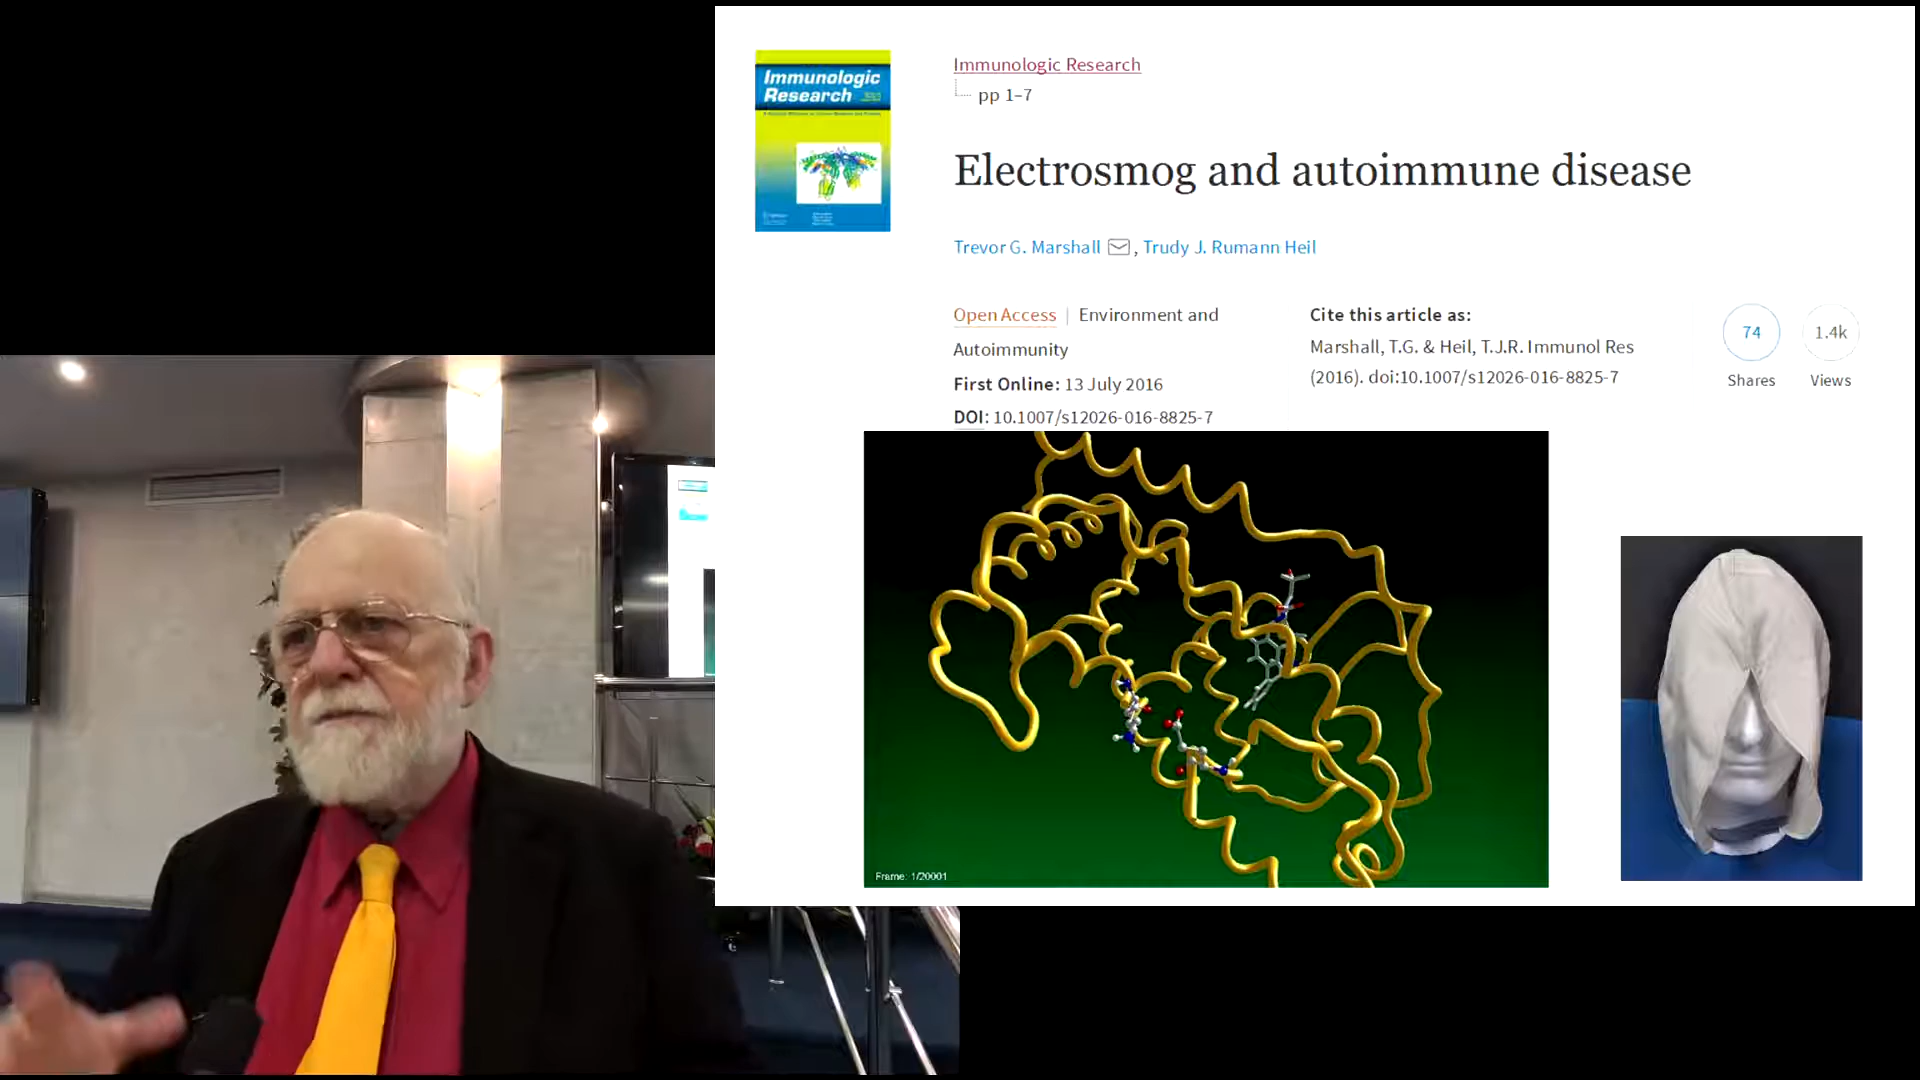 Immunologic
Research
Immunologic Research
pp 1–7
Electrosmog and autoimmune disease
Trevor G. Marshall , Trudy J. Rumann Heil
Open Access | Environment and
Autoimmunity
First Online: 13 July 2016
DOI: 10.1007/s12026-016-8825-7
Cite this article as:
Marshall, T.G. & Heil, T.J.R. Immunol Res
(2016). doi:10.1007/s12026-016-8825-7
74
Shares
1.4k
Views
Frame: 1/20001